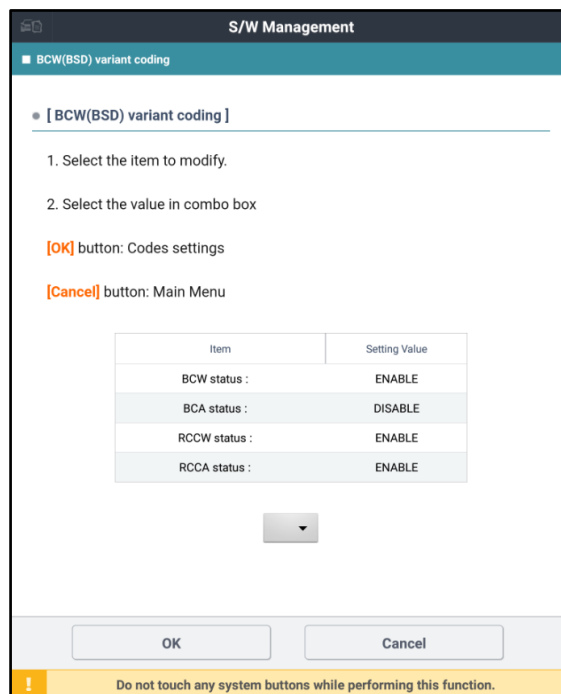 S/W Management
BCW(BSD) variant coding
[ BCW(BSD) variant coding ]
1. Select the item to modify.
2. Select the value in combo box
[OK] button: Codes settings
[Cancel] button: Main Menu
Item Setting Value
BCW status : ENABLE
BCA status : DISABLE
RCCW status : ENABLE
RCCA status : ENABLE
OK Cancel
! Do not touch any system buttons while performing this function.